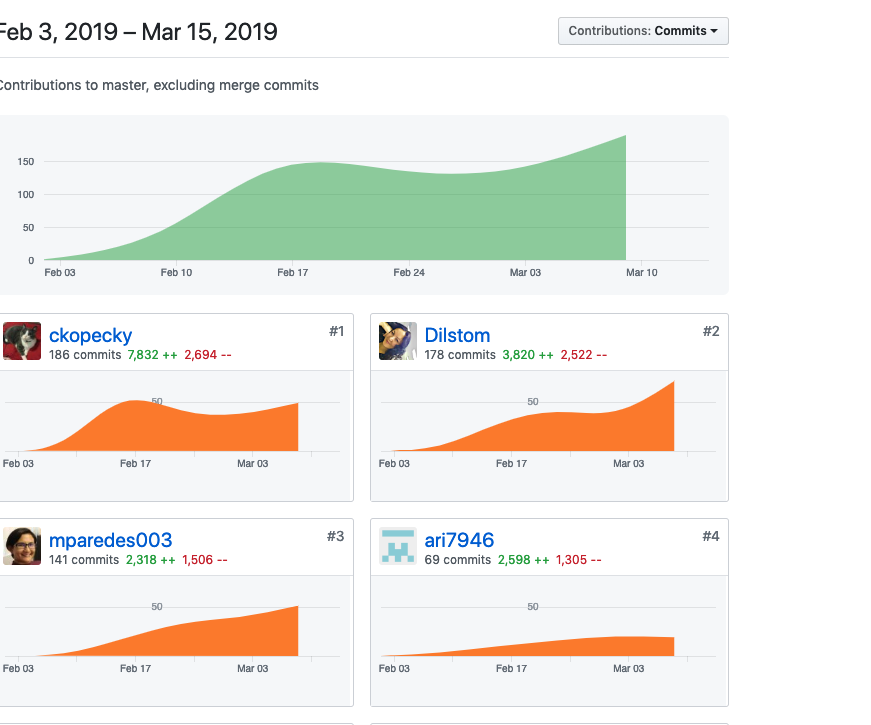 Feb 3, 2019 – Mar 15, 2019
Contributions: Commits
Contributions to master, excluding merge commits
150
100
50
0
Feb 03 Feb 10 Feb 17 Feb 24 Mar 03 Mar 10
ckopecky #1
186 commits 7,832 ++ 2,694 --
50
Feb 03 Feb 17 Mar 03
Dilstom #2
178 commits 3,820 ++ 2,522 --
50
Feb 03 Feb 17 Mar 03
mparedes003 #3
141 commits 2,318 ++ 1,506 --
50
Feb 03 Feb 17 Mar 03
ari7946 #4
69 commits 2,598 ++ 1,305 --
50
Feb 03 Feb 17 Mar 03